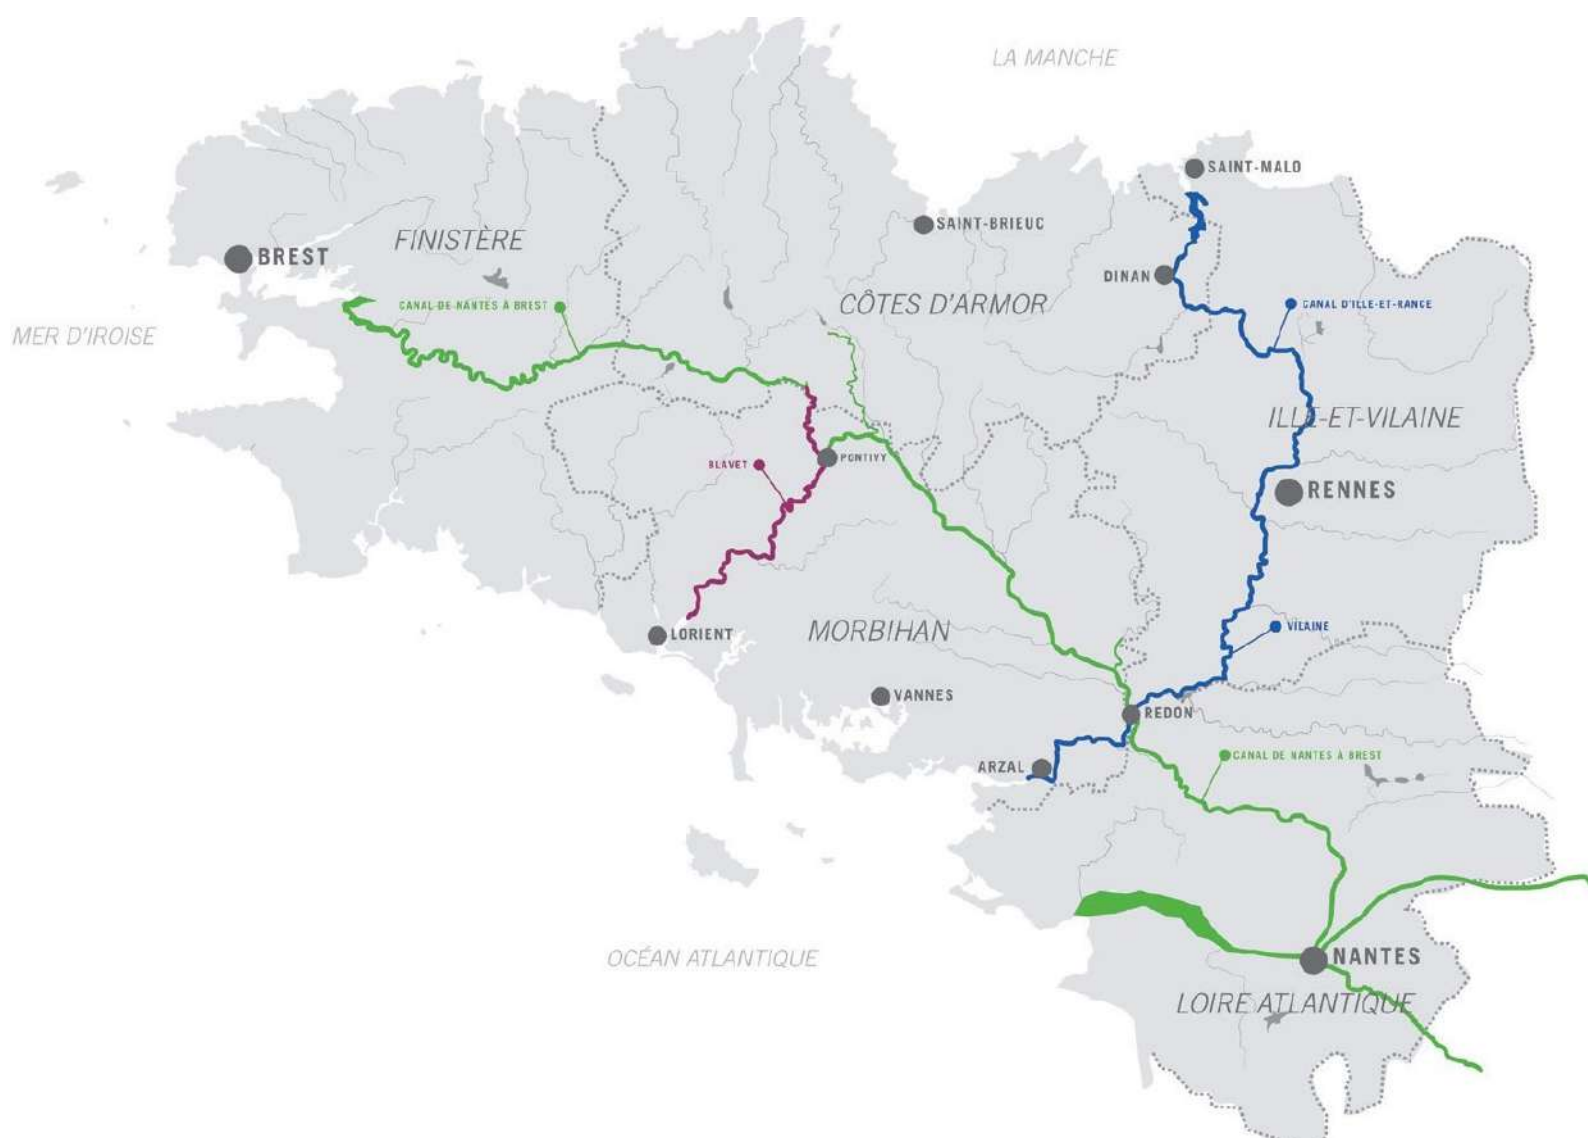 LA MANCHE
SAINT-MALO
SAINT-BRIEUC
FINISTÈRE
BREST
DINAN
CÔTES D'ARMOR
CANAL DE NANTES À BREST
CANAL D'ILLE-ET-RANCE
MER D'IROISE
ILLE-ET-VILAINE
BLAVET
PONTIVY
RENNES
LORIENT
MORBIHAN
VILAINE
VANNES
REDON
ARZAL
CANAL DE NANTES À BREST
OCÉAN ATLANTIQUE
NANTES
LOIRE ATLANTIQUE